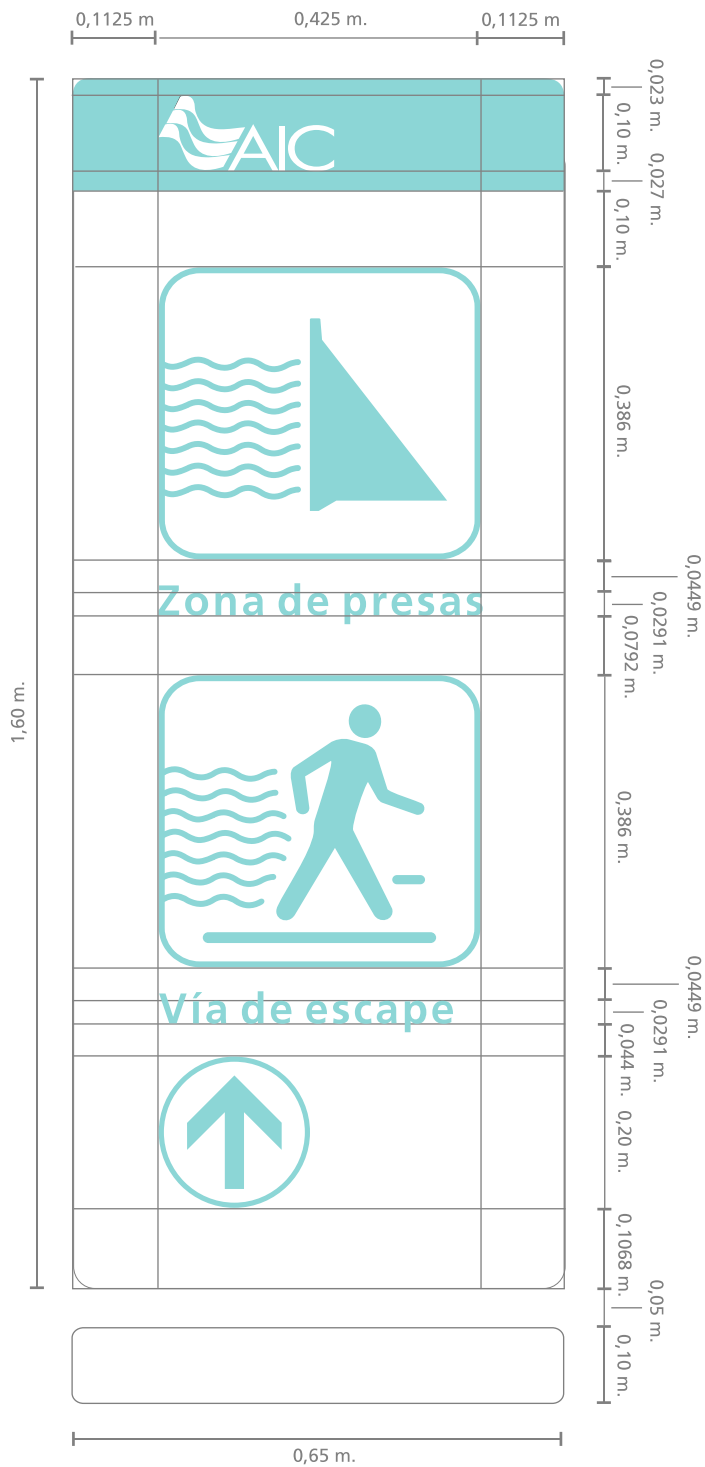 0,1125 m
0,425 m.
0,1125 m
0,023 m.
0,10 m.
0,027 m.
0,10 m.
AIC
0,386 m.
Zona de presas
0,0449 m.
0,0291 m.
0,0792 m.
1,60 m.
0,386 m.
Vía de escape
0,0449 m.
0,0291 m.
0,044 m.
0,20 m.
0,1068 m.
0,05 m.
0,10 m.
0,65 m.